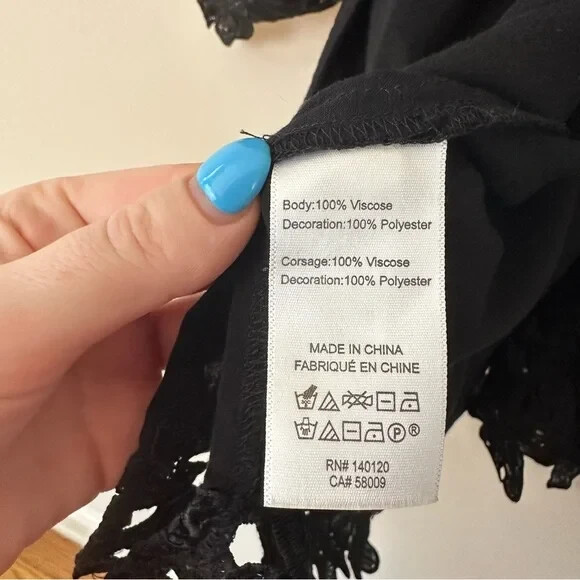 Body:100% Viscose
Decoration:100% Polyester
Corsage:100% Viscose
Decoration:100% Polyester
MADE IN CHINA
FABRIQUÉ EN CHINE
RN# 140120
CA# 58009